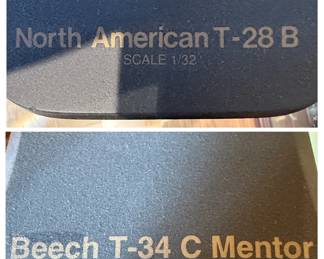 North American T-28 B
SCALE 1/32
Beech T-34 C Mentor